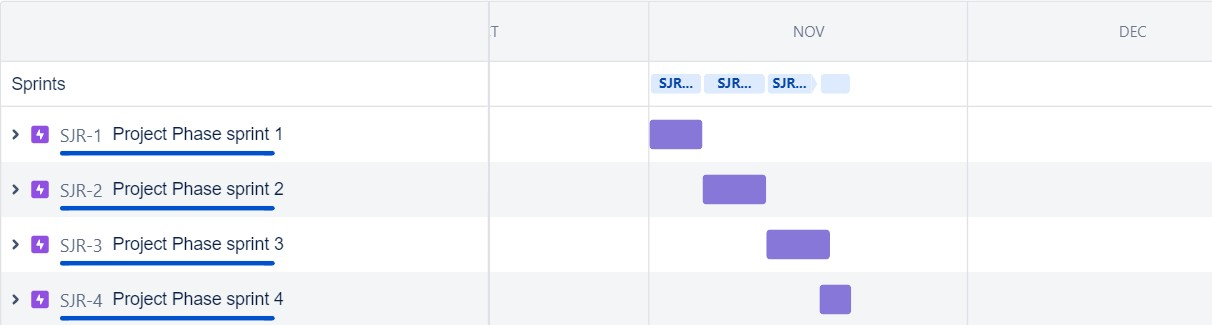 T NOV DEC
Sprints SJR... SJR... SJR...
SJR-1 Project Phase sprint 1
SJR-2 Project Phase sprint 2
SJR-3 Project Phase sprint 3
SJR-4 Project Phase sprint 4